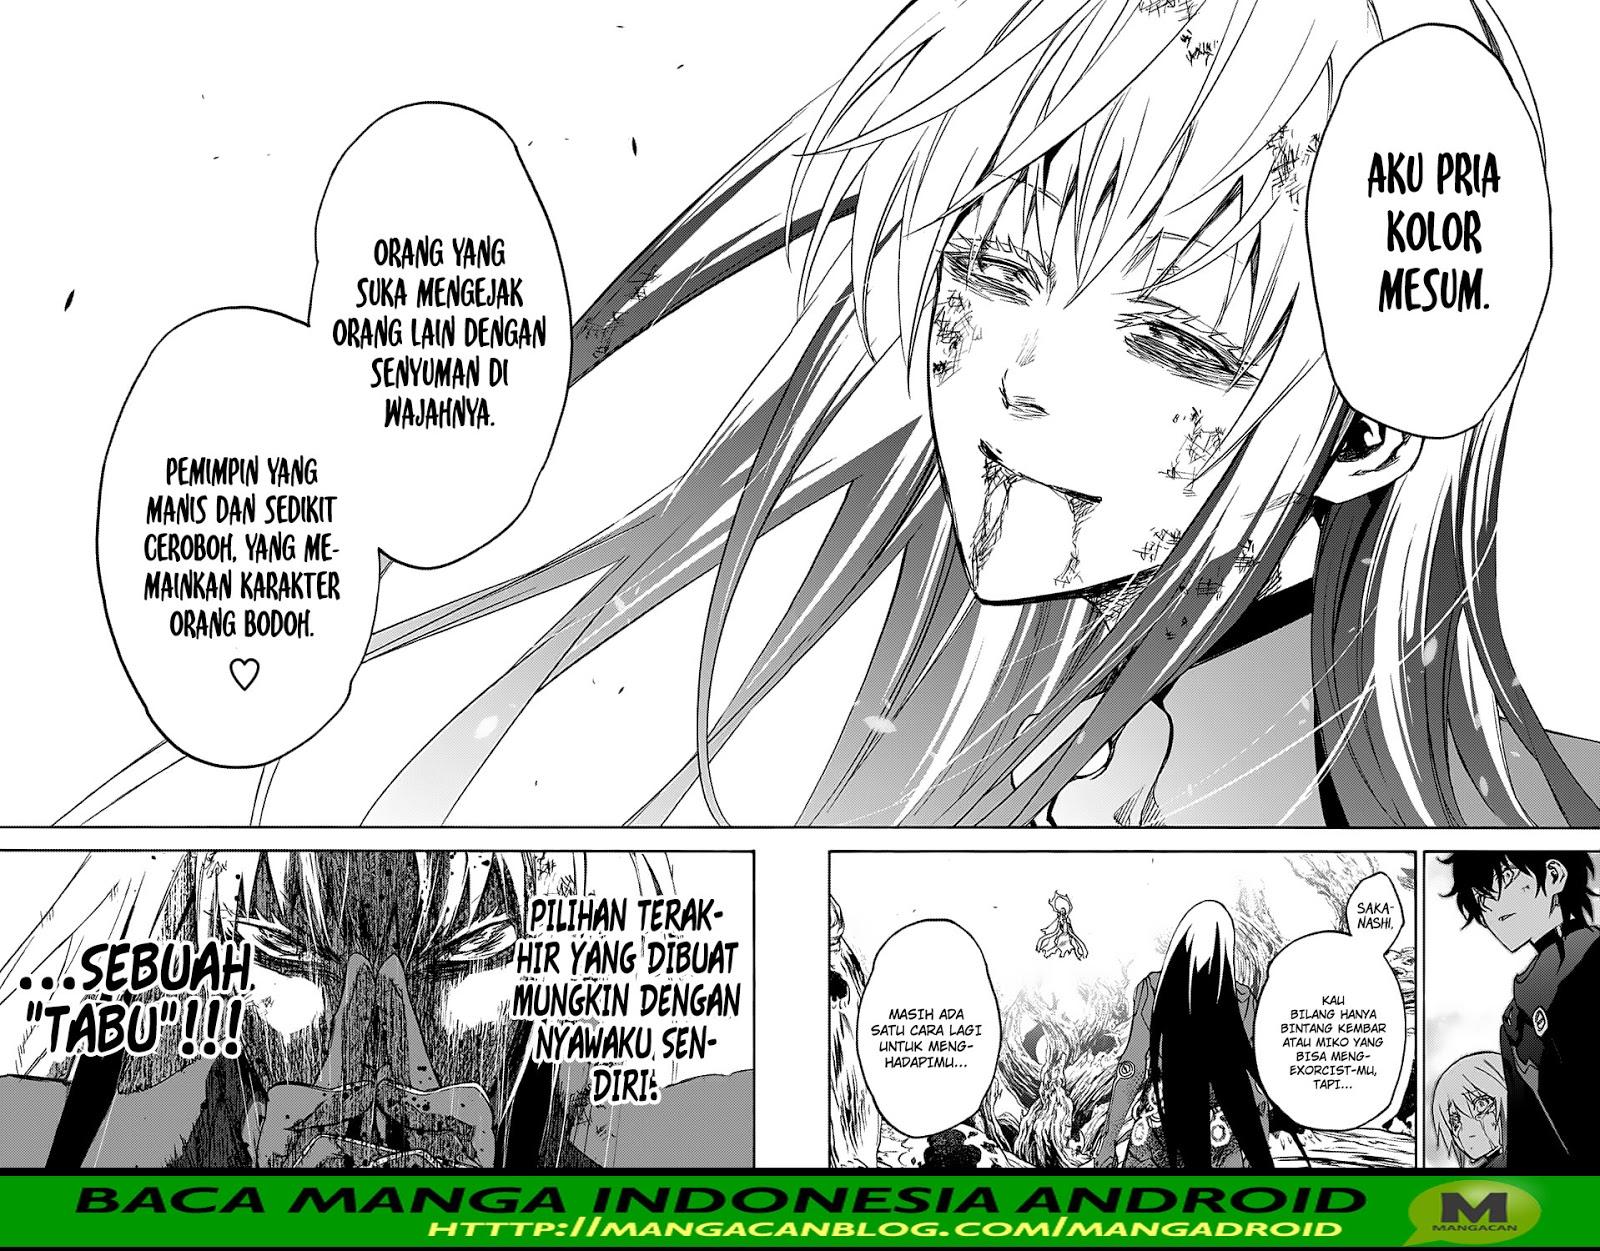 AKU PRIA
KOLOR
MESUM.
ORANG YANG
SUKA MENGEJAK
ORANG LAIN DENGAN
SENYUMAN DI
WAJAHNYA.
PEMIMPIN YANG
MANIS DAN SEDIKIT
CEROBOH, YANG ME-
MAINKAN KARAKTER
ORANG BODOH.
♡
SAKA-
NASHI,
KAU
BILANG HANYA
BINTANG KEMBAR
ATAU MIKO YANG
BISA MENG-
EXORCIST-MU,
TAPI...
MASIH ADA
SATU CARA LAGI
UNTUK MENG-
HADAPIMU...
PILIHAN TERAK-
HIR YANG DIBUAT
MUNGKIN DENGAN
NYAWAKU SEN-
DIRI:
...SEBUAH
"TABU"!!!
BACA MANGA INDONESIA ANDROID
HTTTP://MANGACANBLOG.COM/MANGADROID
M
MANGACAN